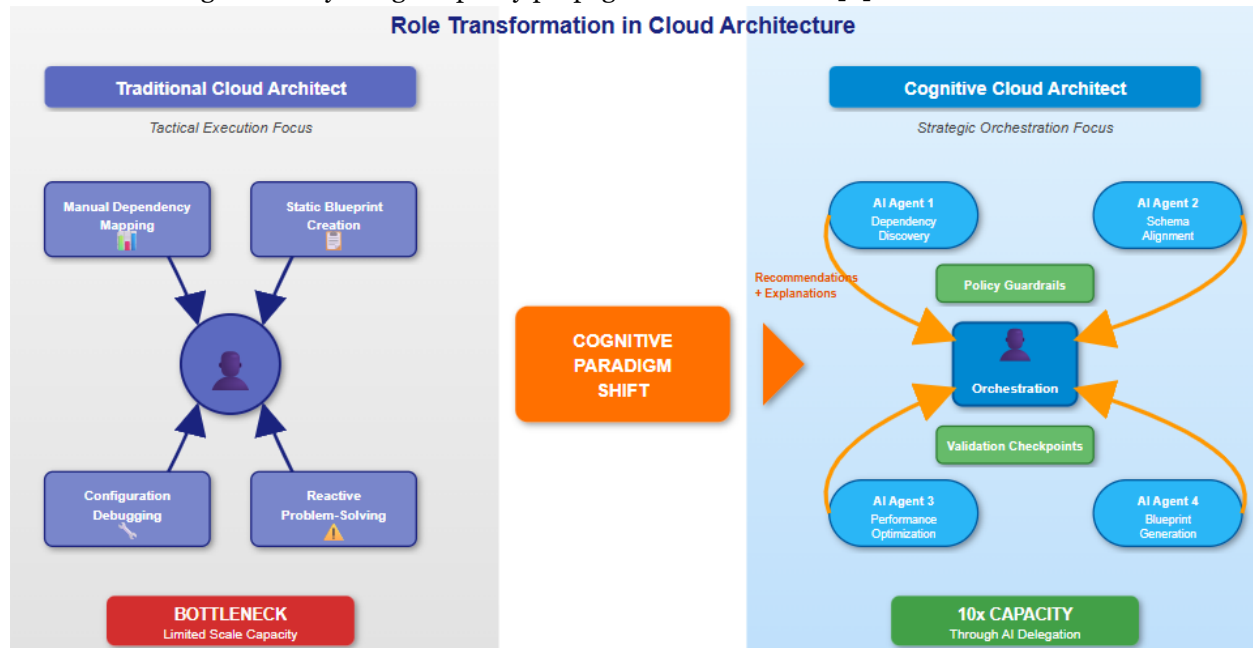 Role Transformation in Cloud Architecture
Traditional Cloud Architect
Tactical Execution Focus
Manual Dependency
Mapping
Static Blueprint
Creation
Configuration
Debugging
Reactive
Problem-Solving
BOTTLENECK
Limited Scale Capacity
COGNITIVE
PARADIGM
SHIFT
Cognitive Cloud Architect
Strategic Orchestration Focus
AI Agent 1
Dependency
Discovery
AI Agent 2
Schema
Alignment
Recommendations
+ Explanations
Policy Guardrails
Orchestration
Validation Checkpoints
AI Agent 3
Performance
Optimization
AI Agent 4
Blueprint
Generation
10x CAPACITY
Through AI Delegation